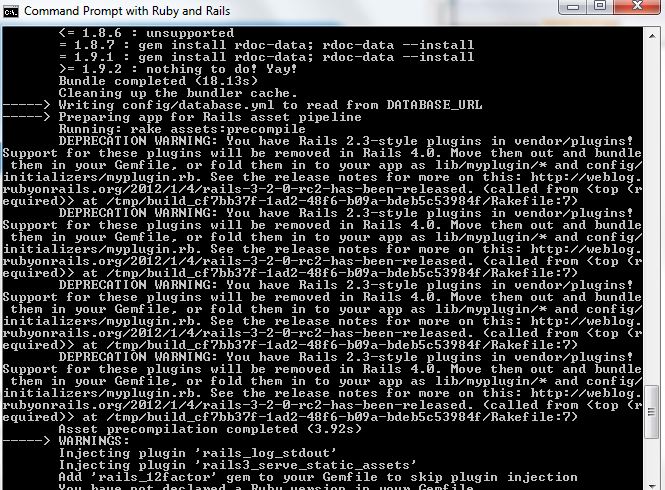 Command Prompt with Ruby and Rails
<= 1.8.6 : unsupported
= 1.8.7 : gem install rdoc-data; rdoc-data --install
= 1.9.1 : gem install rdoc-data; rdoc-data --install
>= 1.9.2 : nothing to do! Yay!
Bundle completed (18.13s)
Cleaning up the bundler cache.
-----> Writing config/database.yml to read from DATABASE_URL
-----> Preparing app for Rails asset pipeline
Running: rake assets:precompile
DEPRECATION WARNING: You have Rails 2.3-style plugins in vendor/plugins!
Support for these plugins will be removed in Rails 4.0. Move them out and bundle
them in your Gemfile, or fold them in to your app as lib/myplugin/* and config/
initializers/myplugin.rb. See the release notes for more on this: http://weblog.
rubyonrails.org/2012/1/4/rails-3-2-0-rc2-has-been-released. (called from <top (r
equired)> at /tmp/build_cf7bb37f-1ad2-48f6-b09a-bdeb5c53984f/Rakefile:7)
DEPRECATION WARNING: You have Rails 2.3-style plugins in vendor/plugins!
Support for these plugins will be removed in Rails 4.0. Move them out and bundle
them in your Gemfile, or fold them in to your app as lib/myplugin/* and config/
initializers/myplugin.rb. See the release notes for more on this: http://weblog.
rubyonrails.org/2012/1/4/rails-3-2-0-rc2-has-been-released. (called from <top (r
equired)> at /tmp/build_cf7bb37f-1ad2-48f6-b09a-bdeb5c53984f/Rakefile:7)
DEPRECATION WARNING: You have Rails 2.3-style plugins in vendor/plugins!
Support for these plugins will be removed in Rails 4.0. Move them out and bundle
them in your Gemfile, or fold them in to your app as lib/myplugin/* and config/
initializers/myplugin.rb. See the release notes for more on this: http://weblog.
rubyonrails.org/2012/1/4/rails-3-2-0-rc2-has-been-released. (called from <top (r
equired)> at /tmp/build_cf7bb37f-1ad2-48f6-b09a-bdeb5c53984f/Rakefile:7)
DEPRECATION WARNING: You have Rails 2.3-style plugins in vendor/plugins!
Support for these plugins will be removed in Rails 4.0. Move them out and bundle
them in your Gemfile, or fold them in to your app as lib/myplugin/* and config/
initializers/myplugin.rb. See the release notes for more on this: http://weblog.
rubyonrails.org/2012/1/4/rails-3-2-0-rc2-has-been-released. (called from <top (r
equired)> at /tmp/build_cf7bb37f-1ad2-48f6-b09a-bdeb5c53984f/Rakefile:7)
Asset precompilation completed (3.92s)
-----> WARNINGS:
Injecting plugin 'rails_log_stdout'
Injecting plugin 'rails3_serve_static_assets'
Add 'rails_12factor' gem to your Gemfile to skip plugin injection
You have not declared a Ruby version in your Gemfile